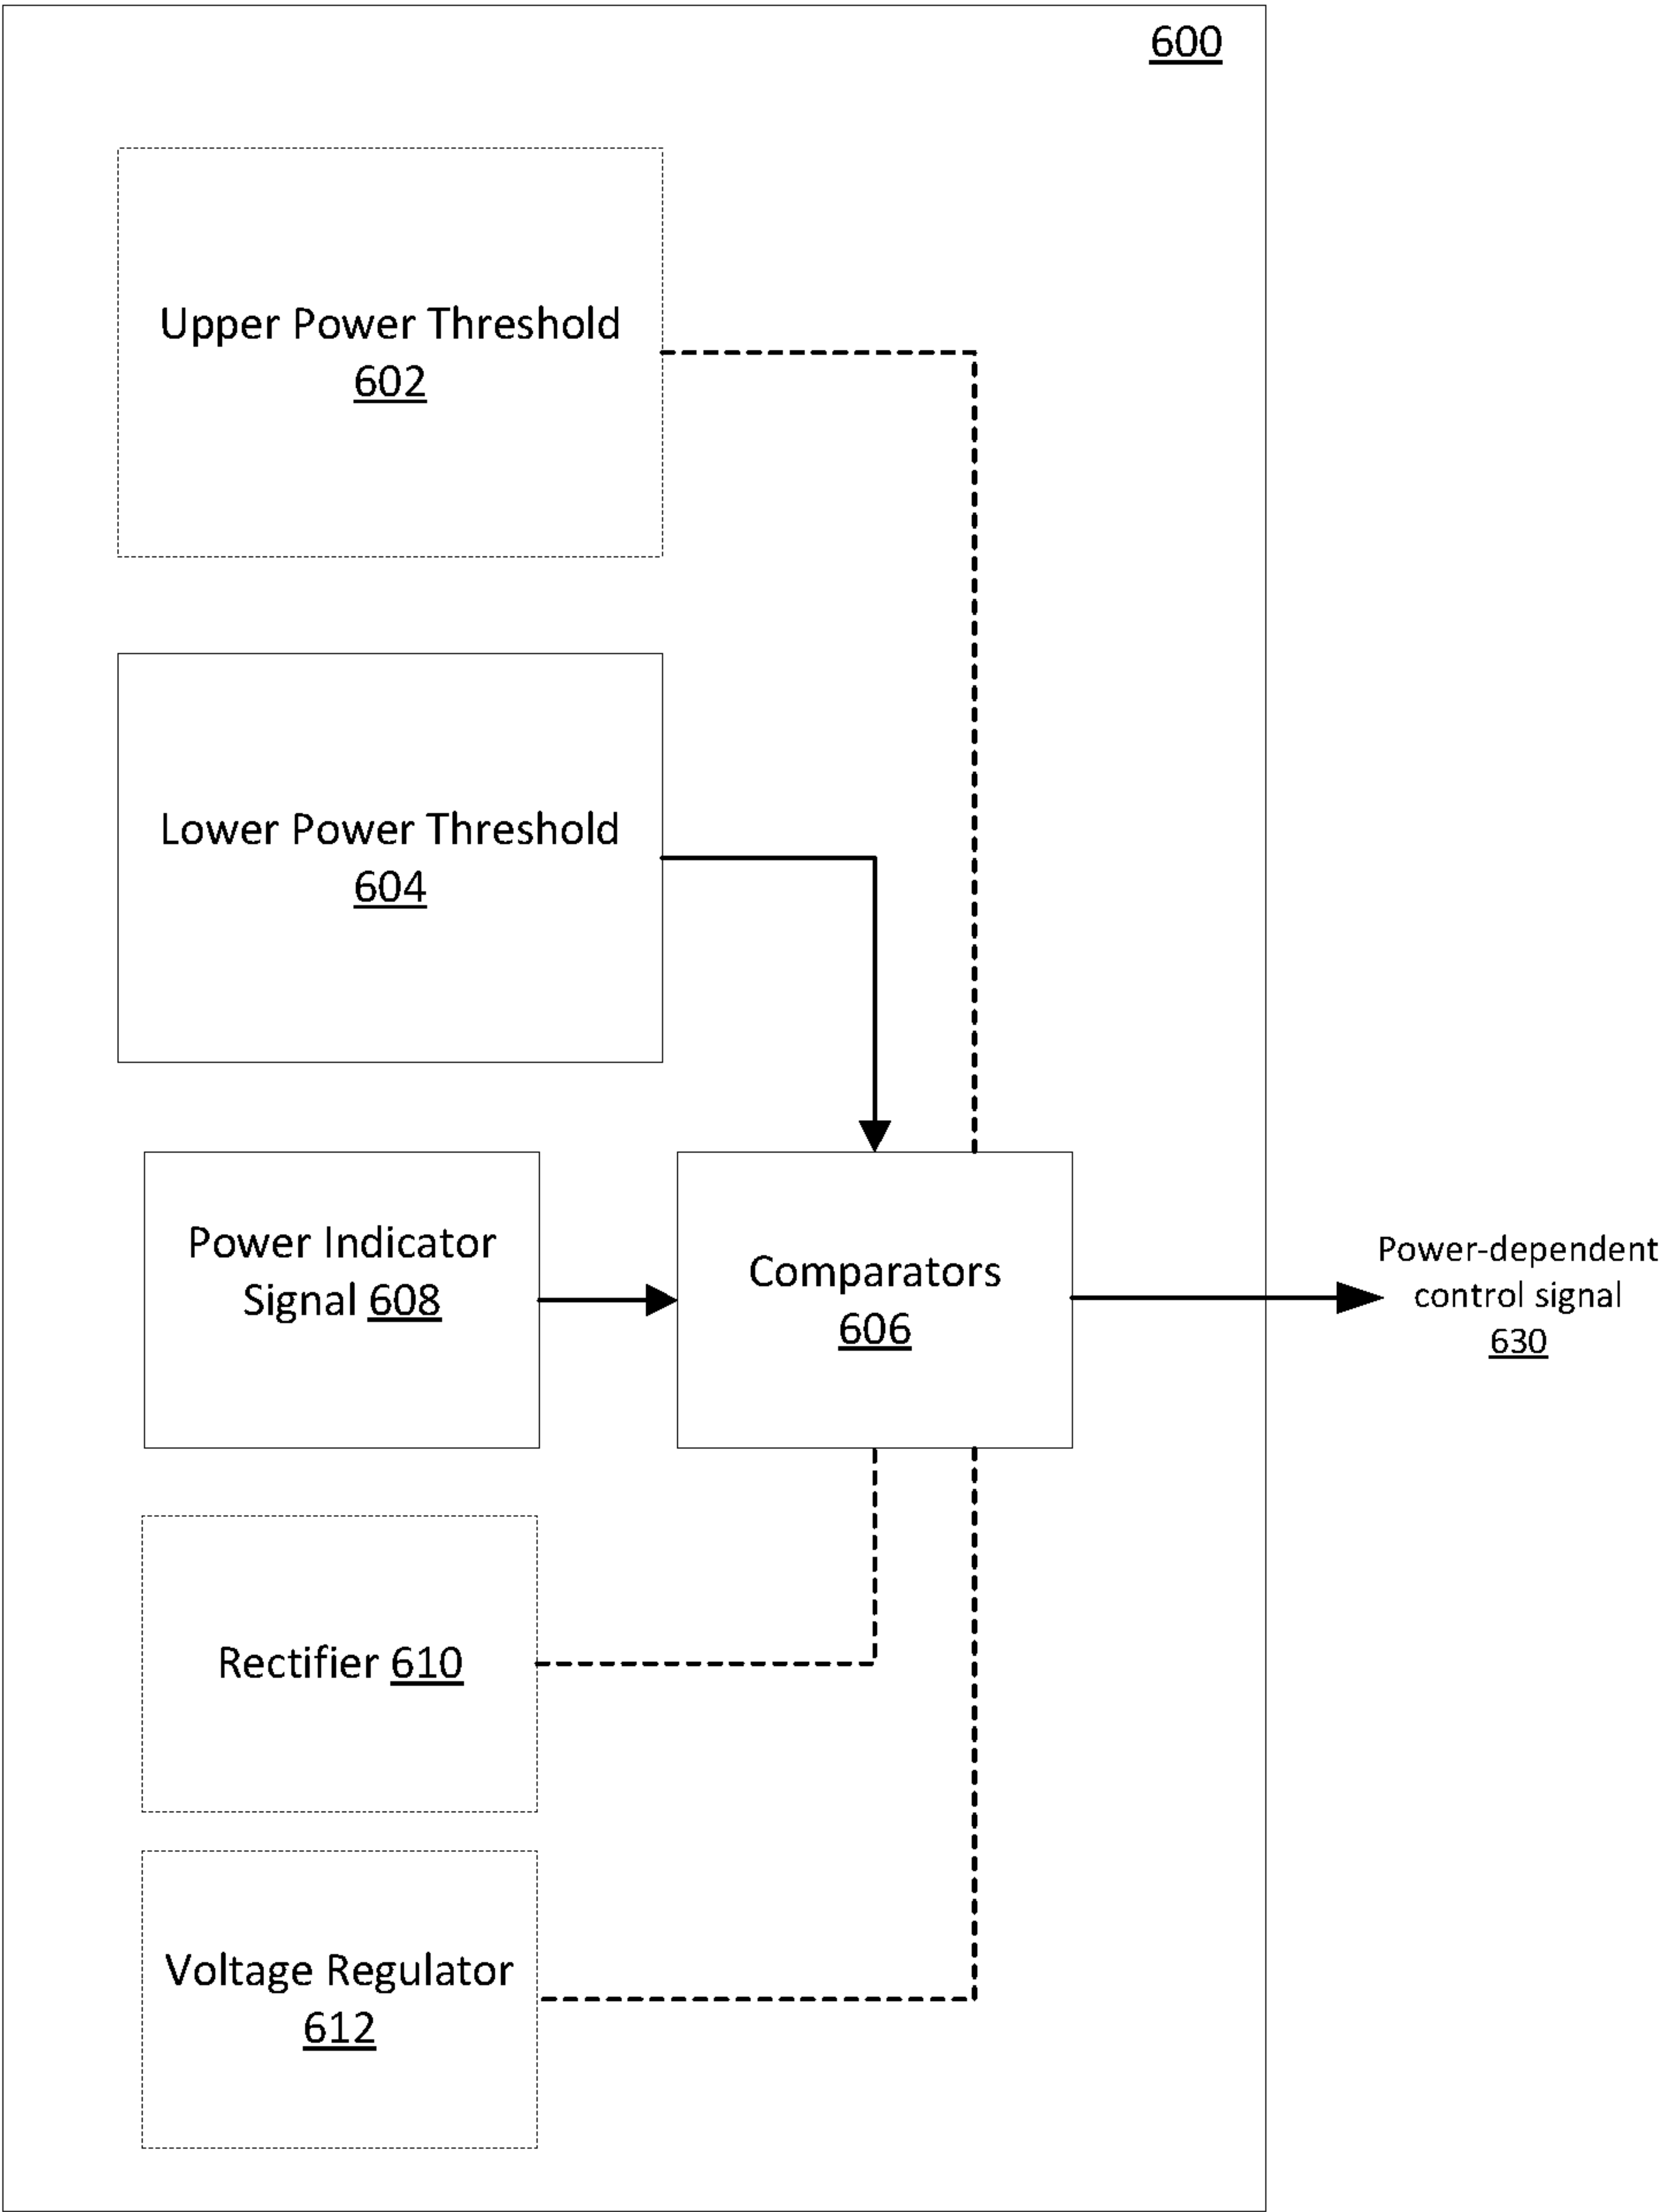 600
Upper Power Threshold
602
Lower Power Threshold
604
Power Indicator
Signal 608
Comparators
606
Power-dependent
control signal
630
Rectifier 610
Voltage Regulator
612